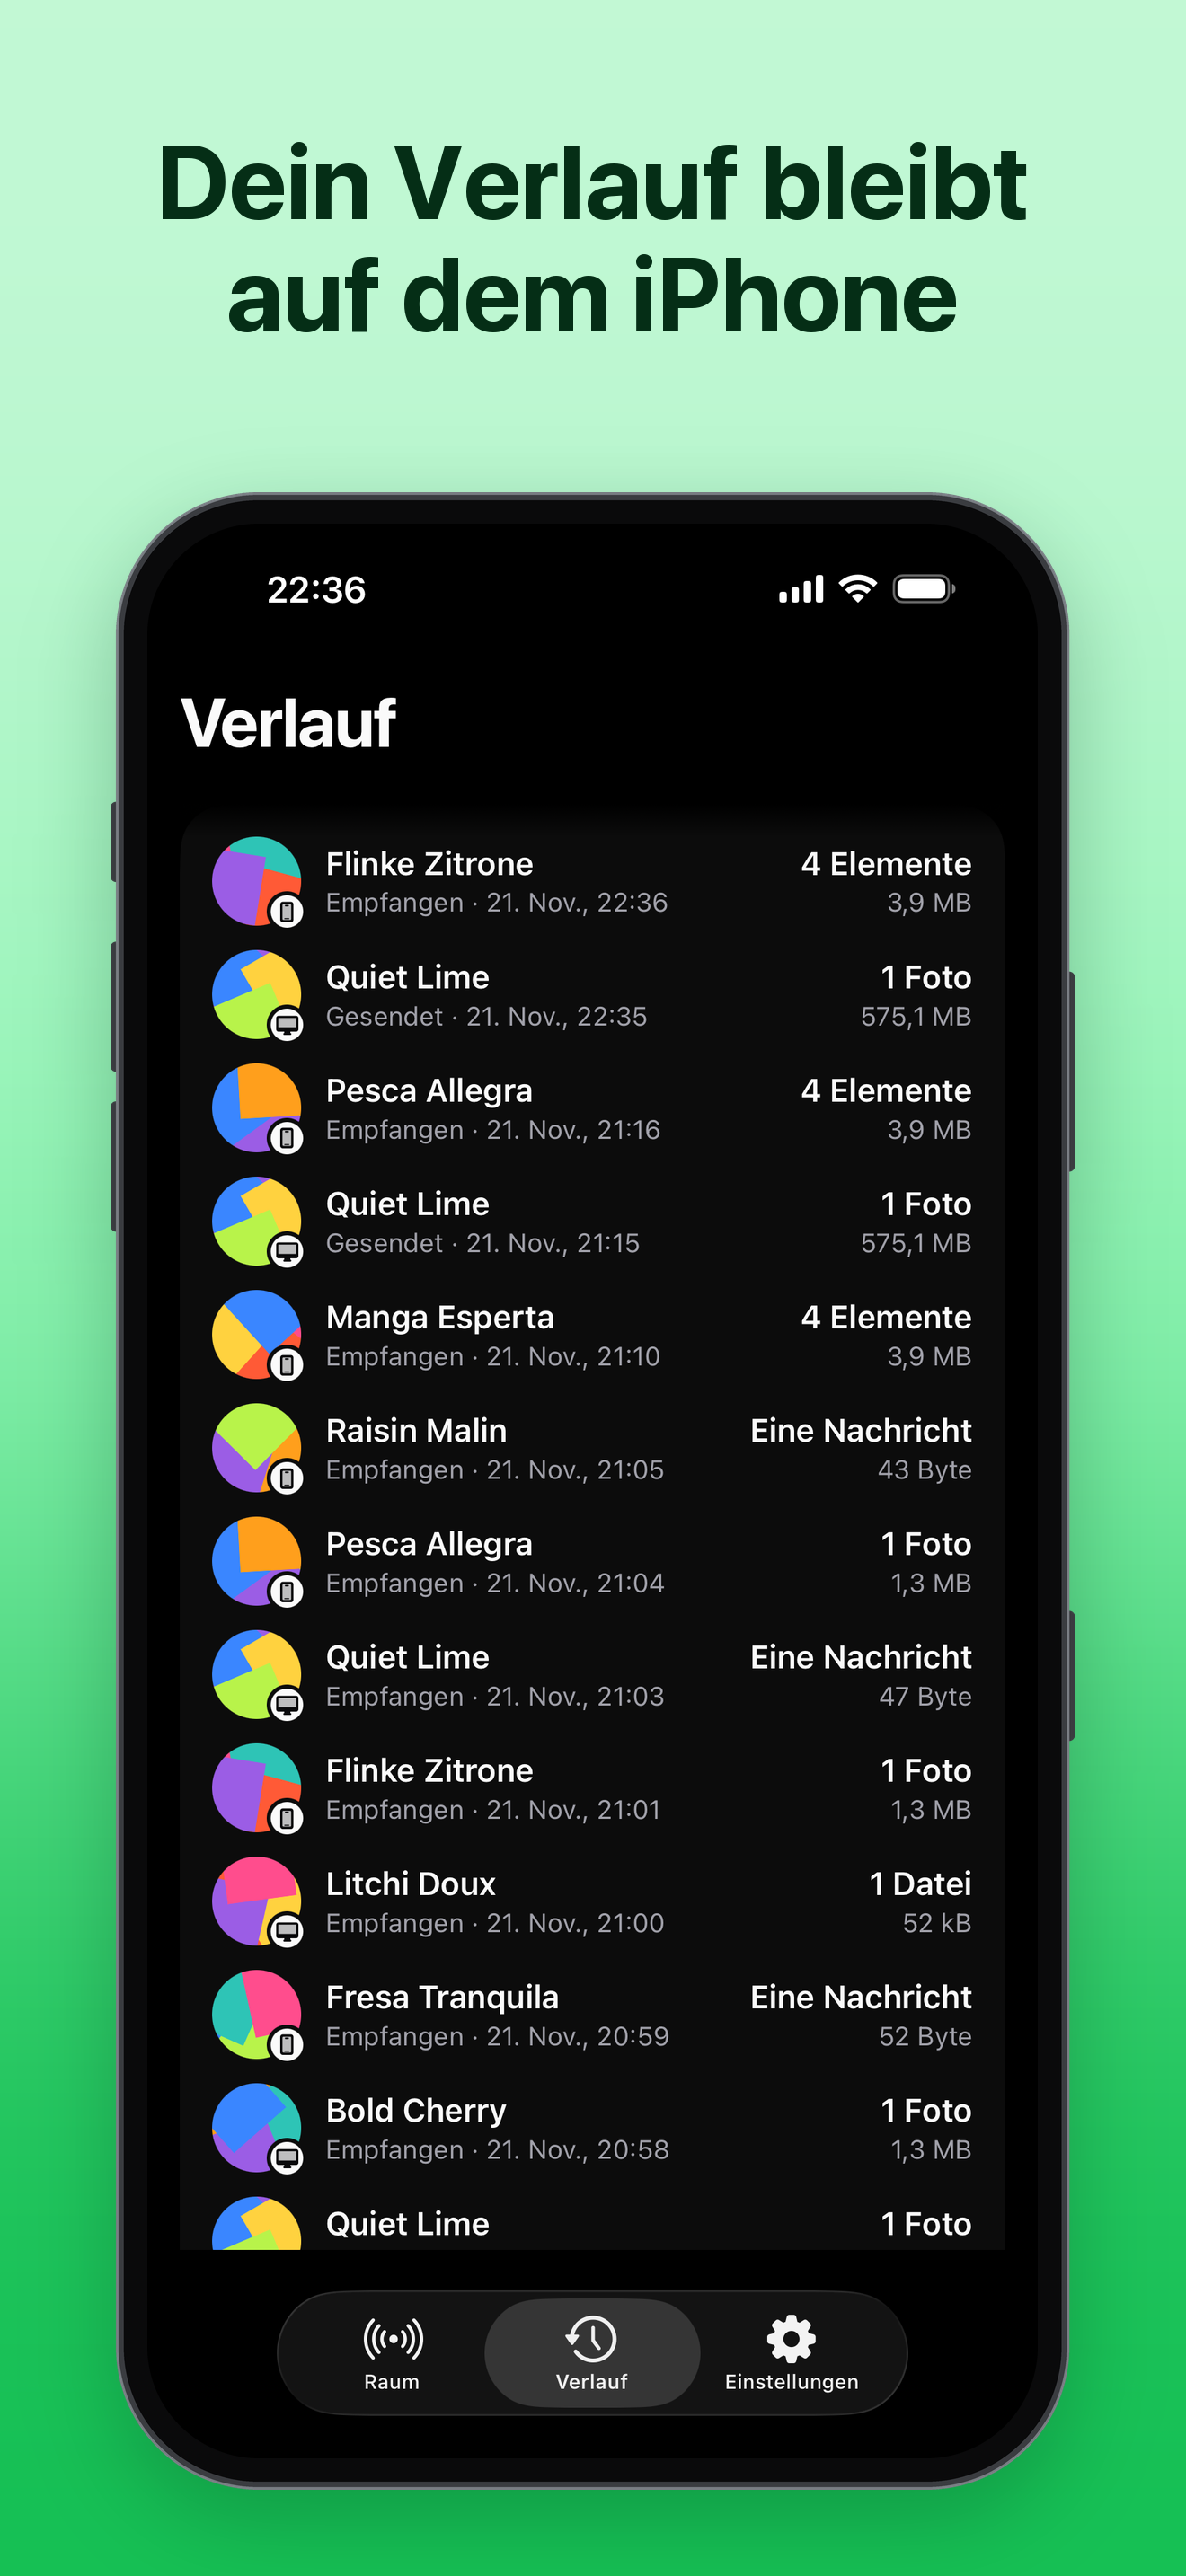 Dein Verlauf bleibt
auf dem iPhone
22:36
Verlauf
Flinke Zitrone 4 Elemente
Empfangen · 21. Nov., 22:36 3,9 MB
Quiet Lime 1 Foto
Gesendet · 21. Nov., 22:35 575,1 MB
Pesca Allegra 4 Elemente
Empfangen · 21. Nov., 21:16 3,9 MB
Quiet Lime 1 Foto
Gesendet · 21. Nov., 21:15 575,1 MB
Manga Esperta 4 Elemente
Empfangen · 21. Nov., 21:10 3,9 MB
Raisin Malin Eine Nachricht
Empfangen · 21. Nov., 21:05 43 Byte
Pesca Allegra 1 Foto
Empfangen · 21. Nov., 21:04 1,3 MB
Quiet Lime Eine Nachricht
Empfangen · 21. Nov., 21:03 47 Byte
Flinke Zitrone 1 Foto
Empfangen · 21. Nov., 21:01 1,3 MB
Litchi Doux 1 Datei
Empfangen · 21. Nov., 21:00 52 kB
Fresa Tranquila Eine Nachricht
Empfangen · 21. Nov., 20:59 52 Byte
Bold Cherry 1 Foto
Empfangen · 21. Nov., 20:58 1,3 MB
Quiet Lime 1 Foto
Raum Verlauf Einstellungen